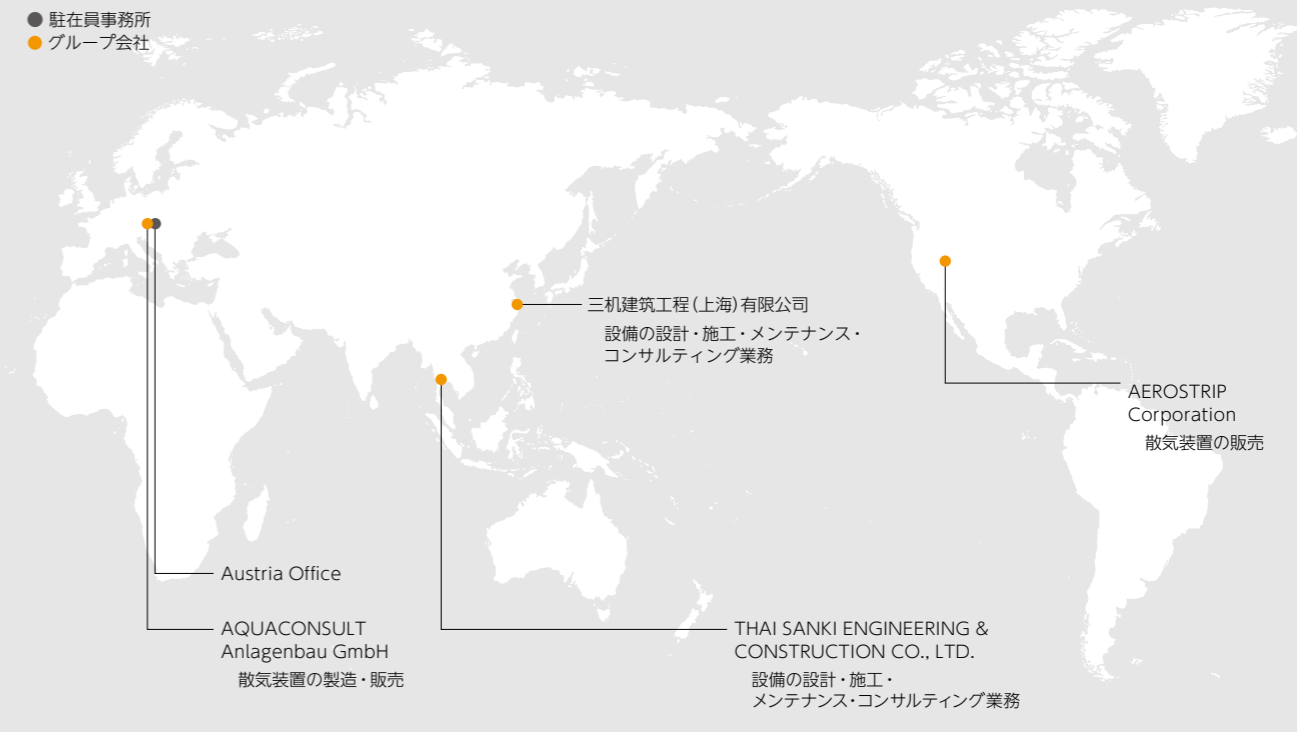 駐在員事務所
グループ会社
三机建筑工程(上海)有限公司
設備の設計・施工・メンテナンス・
コンサルティング業務
AEROSTRIP
Corporation
散気装置の販売
Austria Office
AQUACONSULT
Anlagenbau GmbH
散気装置の製造・販売
THAI SANKI ENGINEERING &
CONSTRUCTION CO., LTD.
設備の設計・施工・
メンテナンス・コンサルティング業務